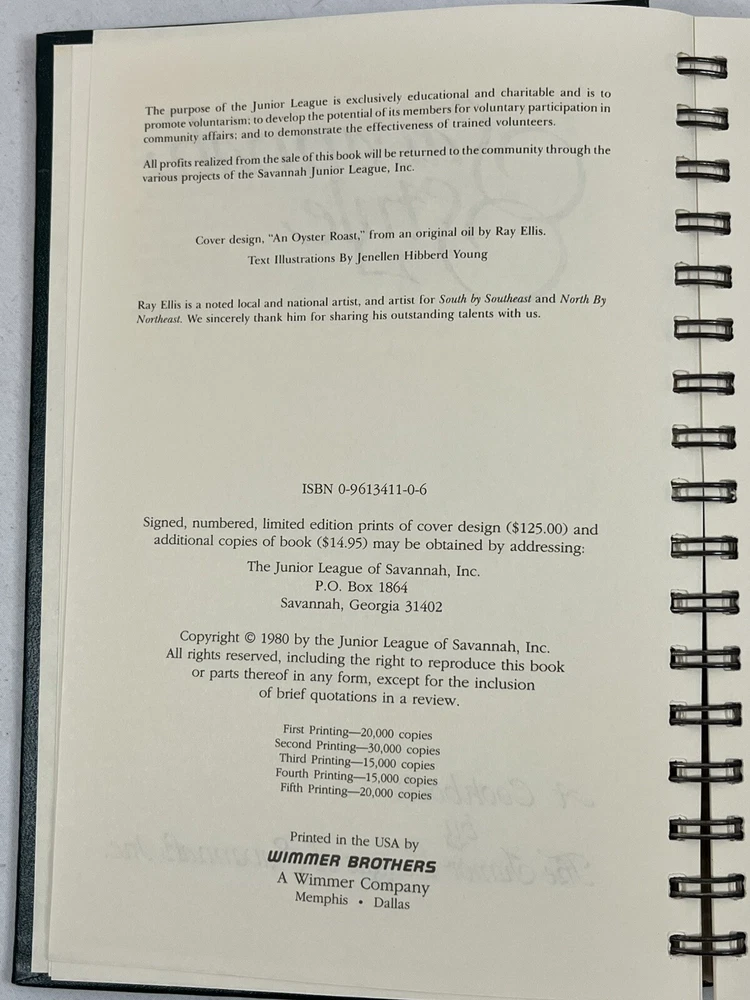 The purpose of the Junior League is exclusively educational and charitable and is to
promote voluntarism; to develop the potential of its members for voluntary participation in
community affairs; and to demonstrate the effectiveness of trained volunteers.
All profits realized from the sale of this book will be returned to the community through the
various projects of the Savannah Junior League, Inc.
Cover design, "An Oyster Roast," from an original oil by Ray Ellis.
Text Illustrations By Jenellen Hibberd Young
Ray Ellis is a noted local and national artist, and artist for South by Southeast and North By
Northeast. We sincerely thank him for sharing his outstanding talents with us.
ISBN 0-9613411-0-6
Signed, numbered, limited edition prints of cover design ($125.00) and
additional copies of book ($14.95) may be obtained by addressing:
The Junior League of Savannah, Inc.
P.O. Box 1864
Savannah, Georgia 31402
Copyright © 1980 by the Junior League of Savannah, Inc.
All rights reserved, including the right to reproduce this book
or parts thereof in any form, except for the inclusion
of brief quotations in a review.
First Printing—20,000 copies
Second Printing—30,000 copies
Third Printing—15,000 copies
Fourth Printing—15,000 copies
Fifth Printing—20,000 copies
Printed in the USA by
WIMMER BROTHERS
A Wimmer Company
Memphis • Dallas